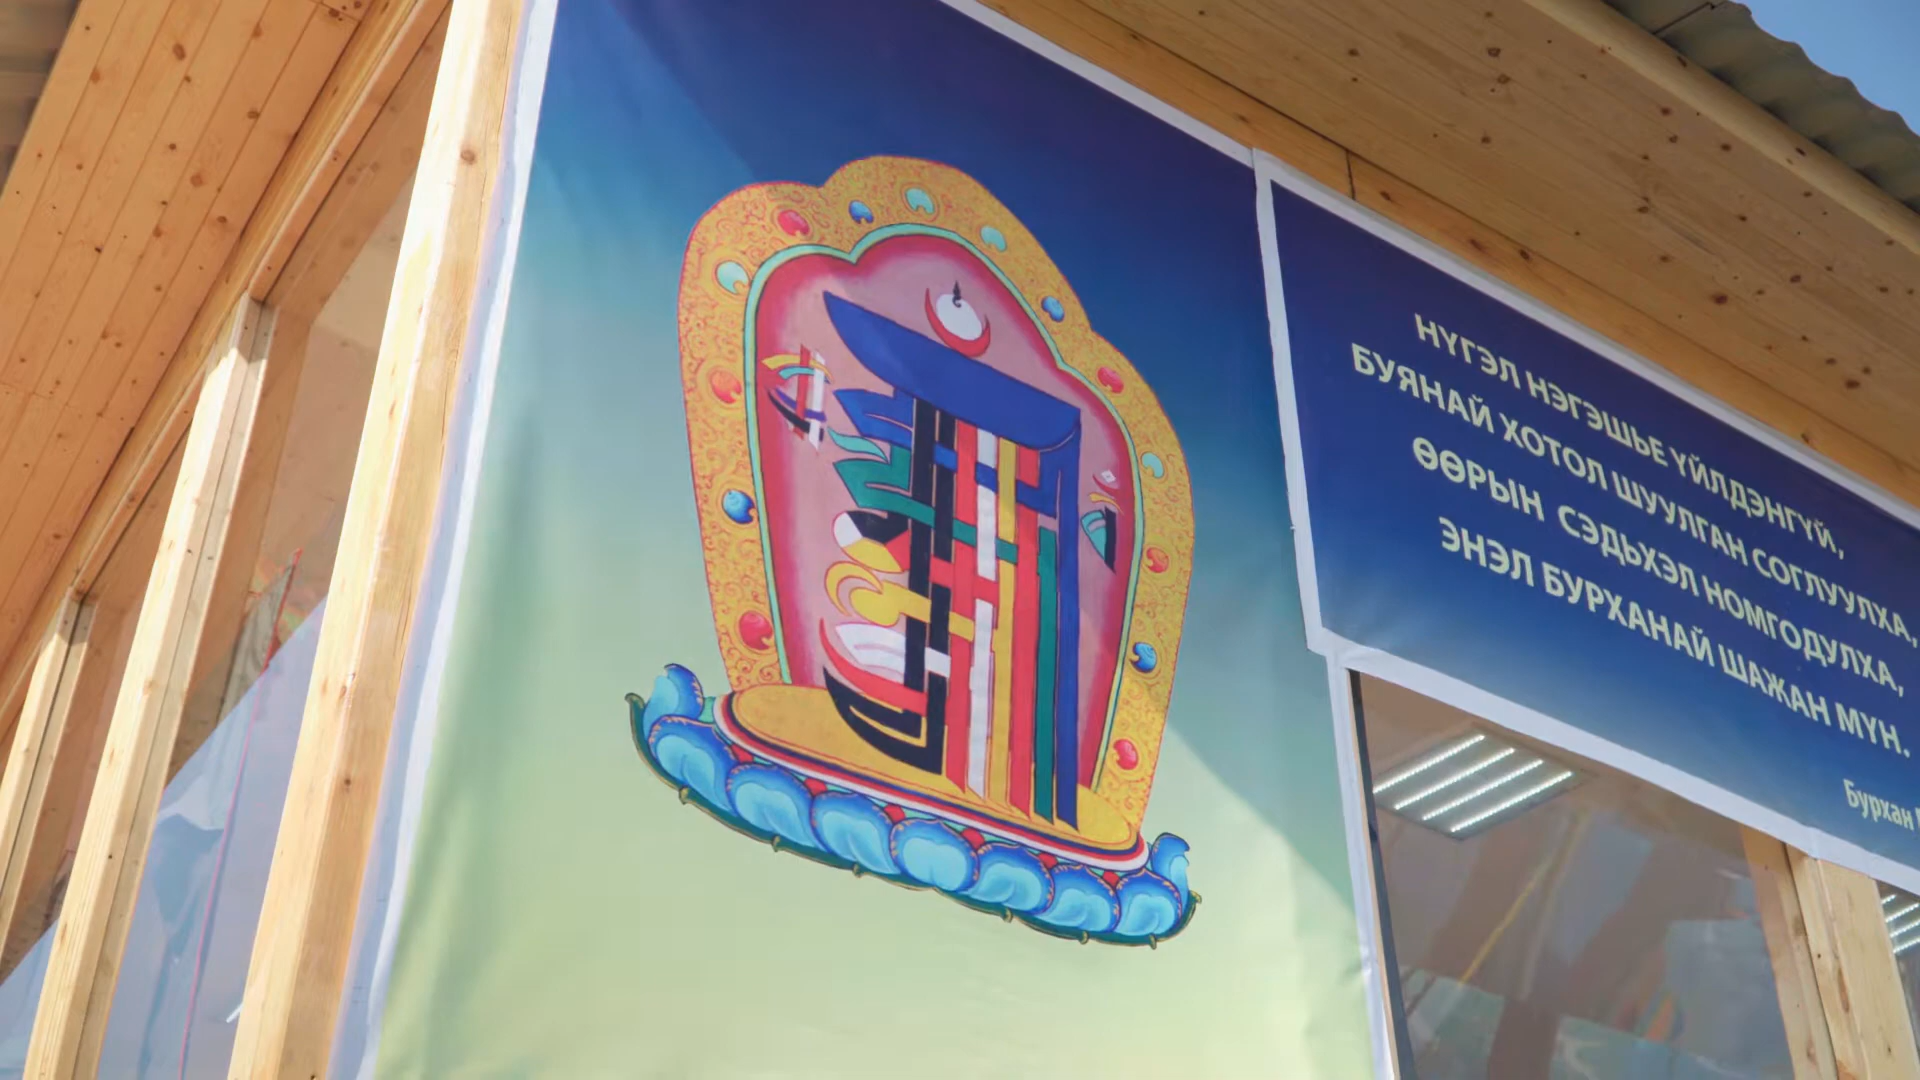 НҮГЭЛ НЭГЭШЬЕ ҮЙЛДЭНГҮЙ,
БУЯНАЙ ХОТОЛ ШУУЛГАН СОГЛУУЛХА,
ӨӨРЫН СЭДЬХЭЛ НОМГОДУЛХА,
ЭНЭЛ БУРХАНАЙ ШАЖАН МҮН.
Бурхан